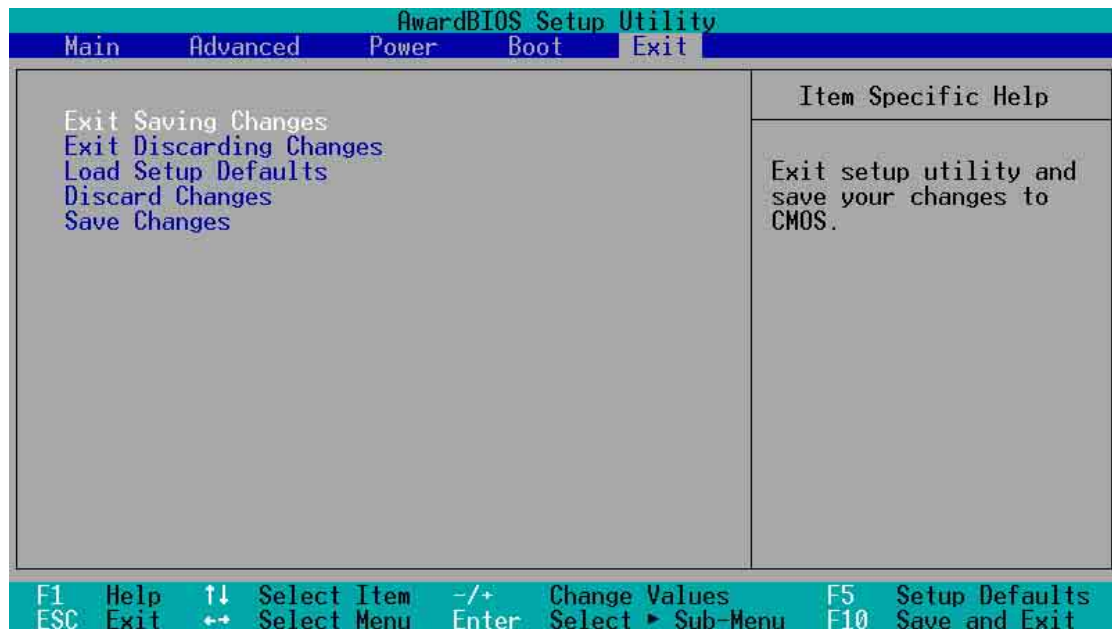 AwardBIOS Setup Utility
Main Advanced Power Boot Exit
Exit Saving Changes
Exit Discarding Changes
Load Setup Defaults
Discard Changes
Save Changes
Item Specific Help
Exit setup utility and
save your changes to
CMOS.
F1 Help ↑↓ Select Item -/+ Change Values F5 Setup Defaults
ESC Exit ←→ Select Menu Enter Select ► Sub-Menu F10 Save and Exit